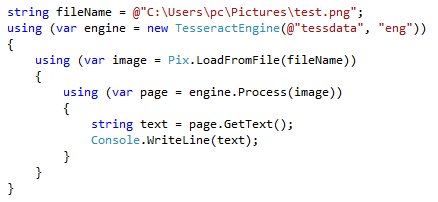 string fileName = @"C:\Users\pc\Pictures\test.png";
using (var engine = new TesseractEngine(@"tessdata", "eng"))
{
    using (var image = Pix.LoadFromFile(fileName))
    {
        using (var page = engine.Process(image))
        {
            string text = page.GetText();
            Console.WriteLine(text);
        }
    }
}